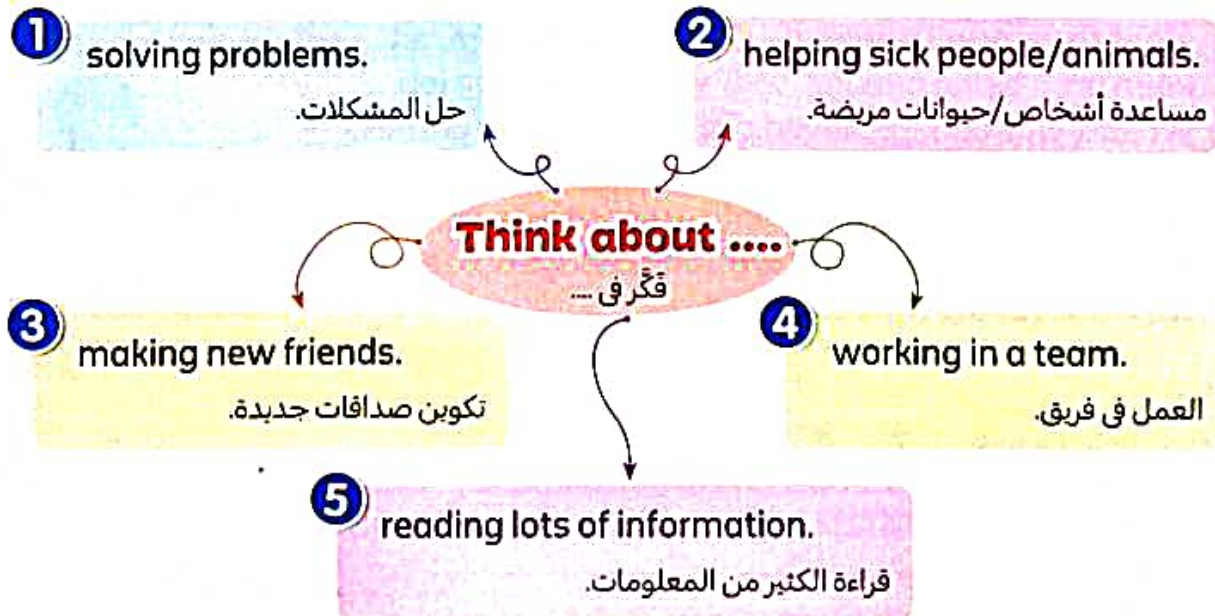 1 solving problems.
حل المشكلات.
2 helping sick people/animals.
مساعدة أشخاص/حيوانات مريضة.
Think about ....
فَكَّر فى ....
3 making new friends.
تكوين صداقات جديدة.
4 working in a team.
العمل فى فريق.
5 reading lots of information.
قراءة الكثير من المعلومات.